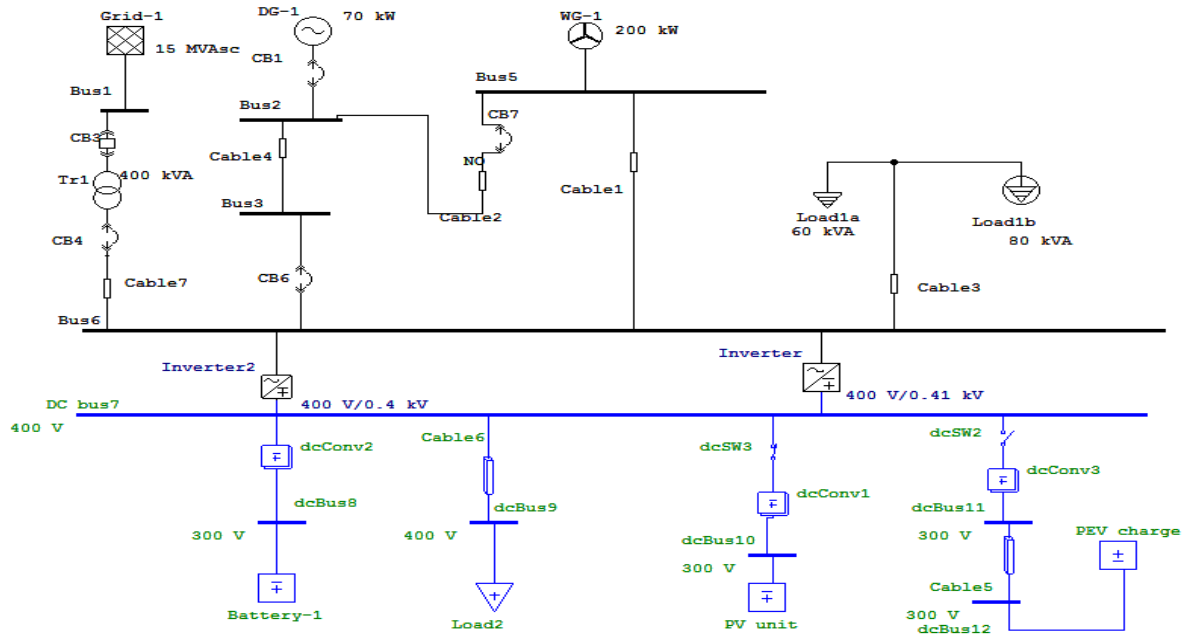 Grid-1
15 MVAsc
DG-1
70 kW
WG-1
200 kW
CB1
Bus1
Bus2
Bus5
CB3
CB7
Cable4
NO
Tr1
400 kVA
Cable1
Bus3
Cable2
Load1a
60 kVA
Load1b
80 kVA
CB4
CB6
Cable7
Cable3
Bus6
Inverter2
Inverter
DC bus7
400 V/0.4 kV
400 V/0.41 kV
400 V
dcConv2
Cable6
dcSW3
dcSW2
dcConv3
dcBus8
dcBus9
dcConv1
dcBus11
300 V
400 V
dcBus10
300 V
PEV charge
300 V
Cable5
Battery-1
Load2
PV unit
300 V
dcBus12